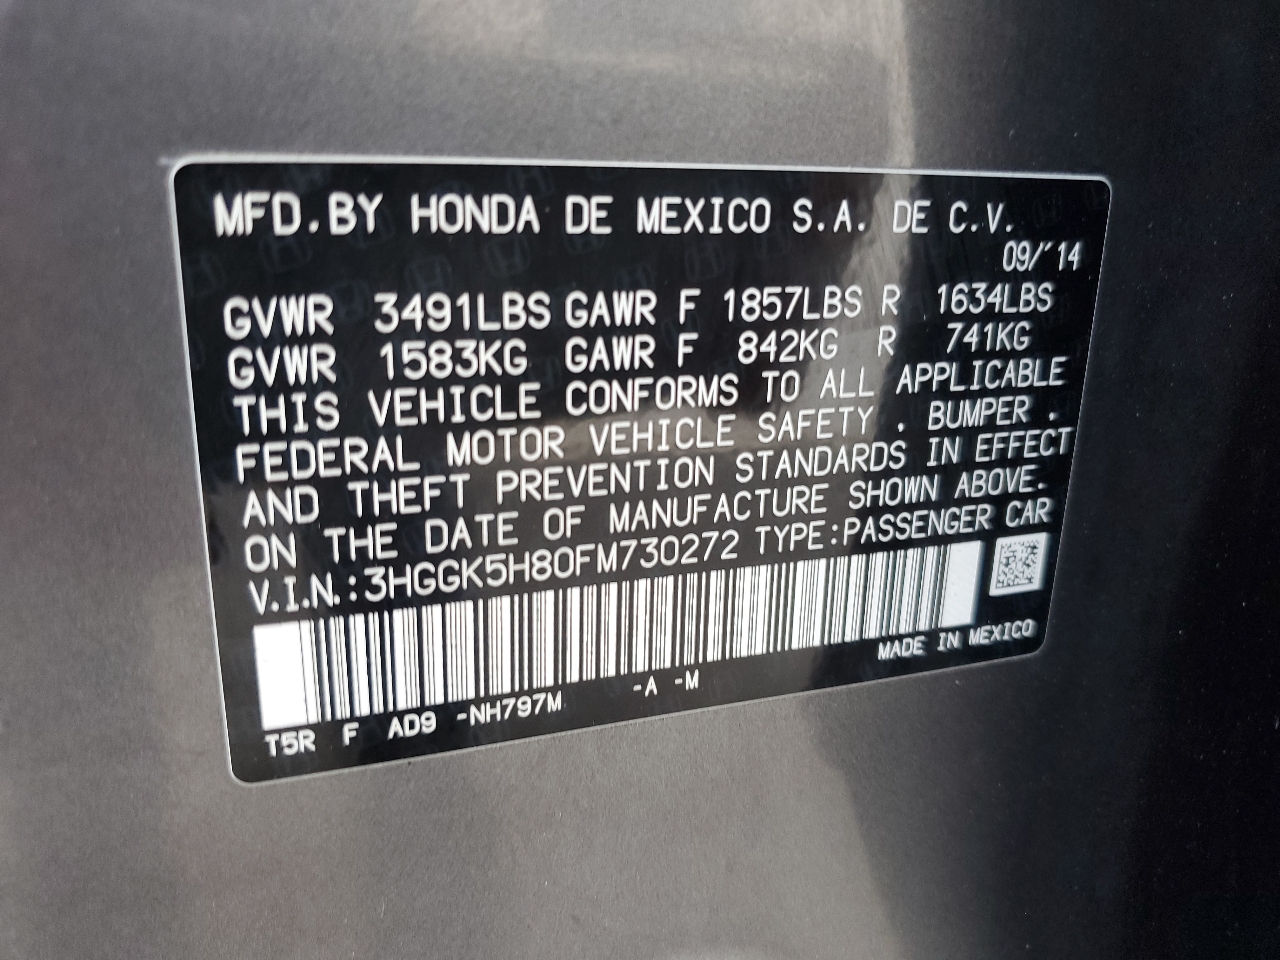 MFD.BY HONDA DE MEXICO S.A. DE C.V.
09/'14
GVWR 3491LBS GAWR F 1857LBS R 1634LBS
GVWR 1583KG GAWR F 842KG R 741KG
THIS VEHICLE CONFORMS TO ALL APPLICABLE
FEDERAL MOTOR VEHICLE SAFETY , BUMPER ,
AND THEFT PREVENTION STANDARDS IN EFFECT
ON THE DATE OF MANUFACTURE SHOWN ABOVE.
V.I.N.:3HGGK5H80FM730272 TYPE:PASSENGER CAR
MADE IN MEXICO
T5R F AD9 -NH797M -A -M